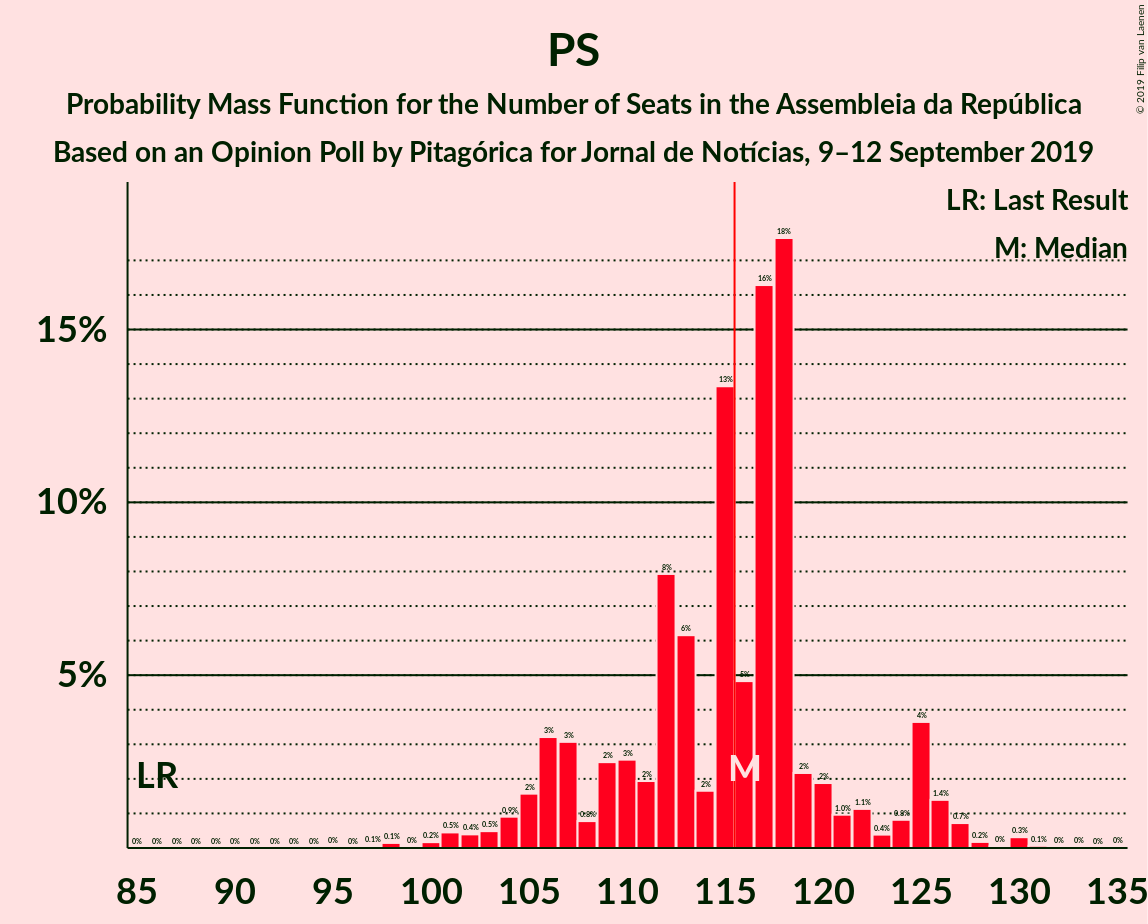 PS
Probability Mass Function for the Number of Seats in the Assembleia da República
Based on an Opinion Poll by Pitagórica for Jornal de Notícias, 9–12 September 2019
© 2019 Filip van Laenen
LR: Last Result
M: Median
15%
10%
5%
LR
M
0% 0% 0% 0% 0% 0% 0% 0% 0% 0% 0% 0% 0.1% 0.1% 0% 0.2% 0.5% 0.4% 0.5% 0.9% 2% 3% 3% 0.8% 2% 3% 2% 8% 6% 2% 13% 5% 16% 18% 2% 2% 1.0% 1.1% 0.4% 0.8% 4% 1.4% 0.7% 0.2% 0% 0.3% 0.1% 0% 0% 0% 0%
85 90 95 100 105 110 115 120 125 130 135